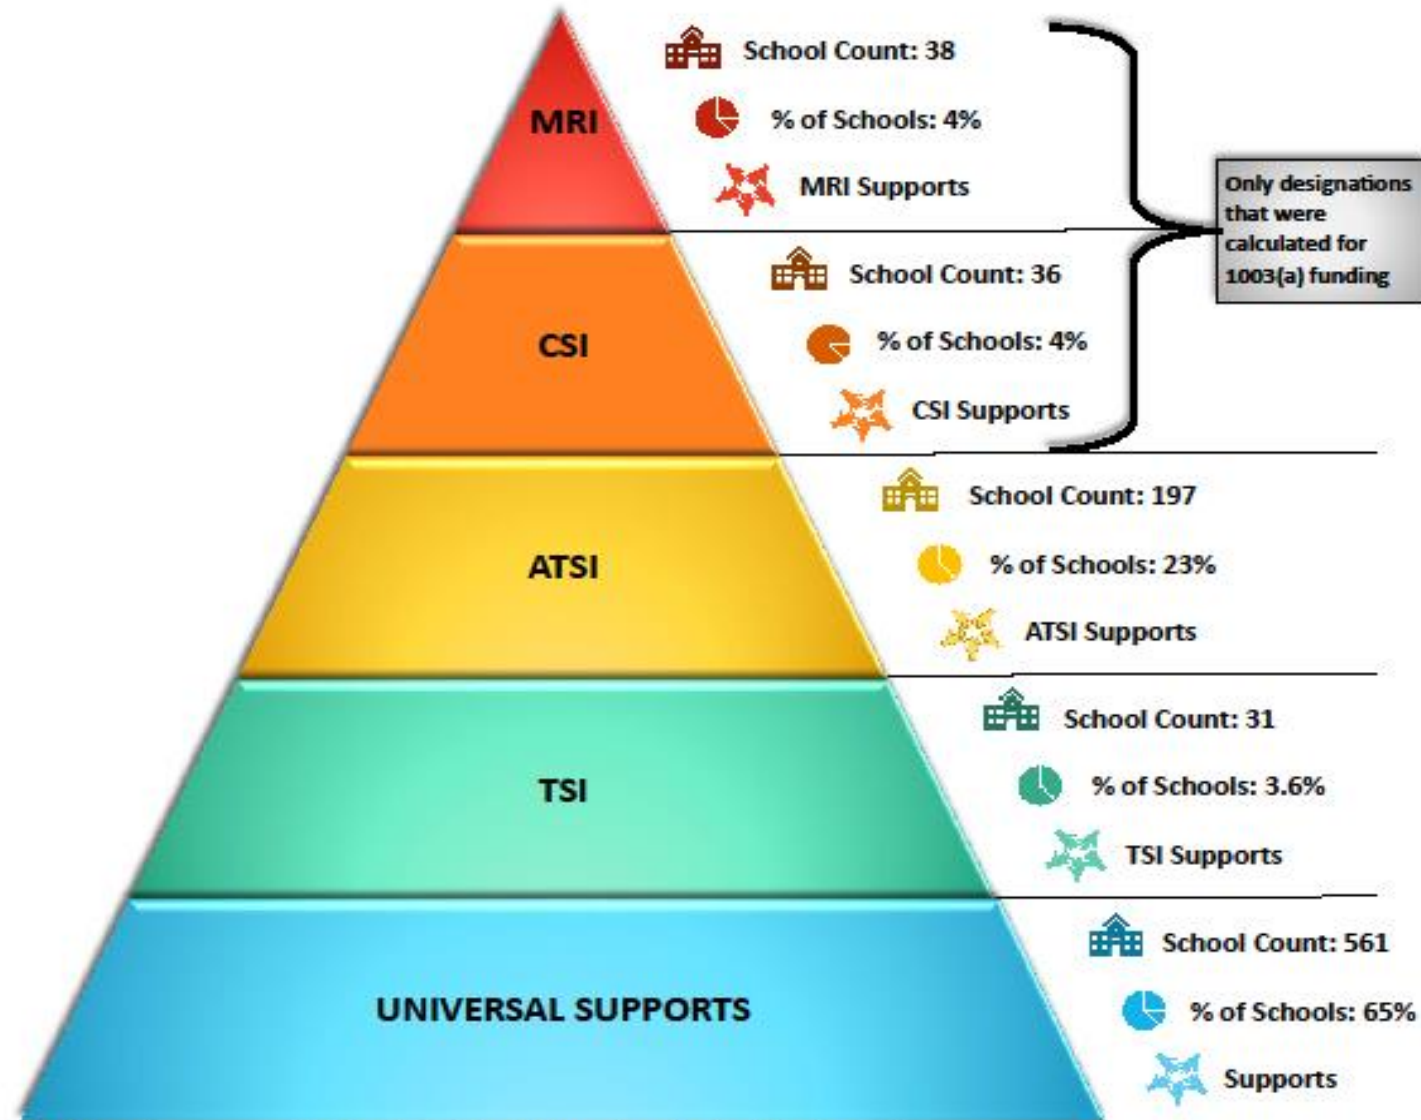 MRI
School Count: 38
% of Schools: 4%
MRI Supports
Only designations
that were
calculated for
1003(a) funding
CSI
School Count: 36
% of Schools: 4%
CSI Supports
ATSI
School Count: 197
% of Schools: 23%
ATSI Supports
TSI
School Count: 31
% of Schools: 3.6%
TSI Supports
UNIVERSAL SUPPORTS
School Count: 561
% of Schools: 65%
Supports